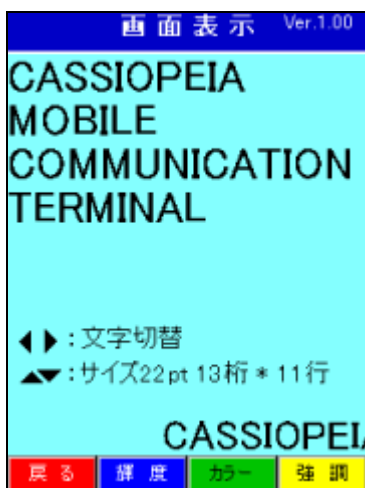 画面表示 Ver.1.00
CASSIOPEIA
MOBILE
COMMUNICATION
TERMINAL
◀▶:文字切替
▲▼:サイズ22pt 13桁*11行
CASSIOPEI
戻る 輝度 カラー 強調